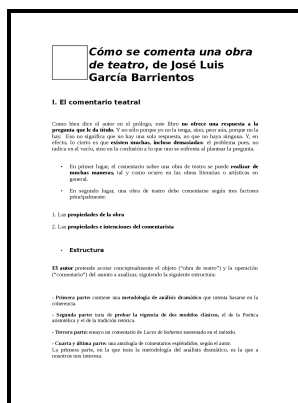 Cómo se comenta una obra
de teatro, de José Luis
García Barrientos
I. El comentario teatral
Como bien dice el autor en el prólogo, este libro no ofrece una respuesta a la
pregunta que le da título. Y no sólo porque yo no la tenga, sino, peor aún, porque no la
hay. Eso no significa que no hay una sola respuesta, no que no haya ninguna. Y, en
efecto, lo cierto es que existen muchas, incluso demasiadas: el problema pues, no
radica en el vacío, sino en la confusión a lo que uno se enfrenta al plantear la pregunta.
• En primer lugar, el comentario sobre una obra de teatro se puede realizar de
muchas maneras, tal y como ocurre en las obras literarias o artísticas en
general.
• En segundo lugar, una obra de teatro debe comentarse según tres factores
principalmente:
1. Las propiedades de la obra
2. Las propiedades e intenciones del comentarista
• Estructura
El autor pretende acotar conceptualmente el objeto ("obra de teatro") y la operación
("comentario") del asunto a analizar, siguiendo la siguiente estructura:
- Primera parte: contiene una metodología de análisis dramático que intenta basarse en la
coherencia.
- Segunda parte: trata de probar la vigencia de dos modelos clásicos, el de la Poética
aristotélica y el de la tradición retórica.
- Tercera parte: ensayo un comentario de Luces de bohemia sustentado en el método.
- Cuarta y última parte: una antología de comentarios espléndidos, según el autor.
La primera parte, en la que trata la metodología del análisis dramático, es la que a
nosotros nos interesa.